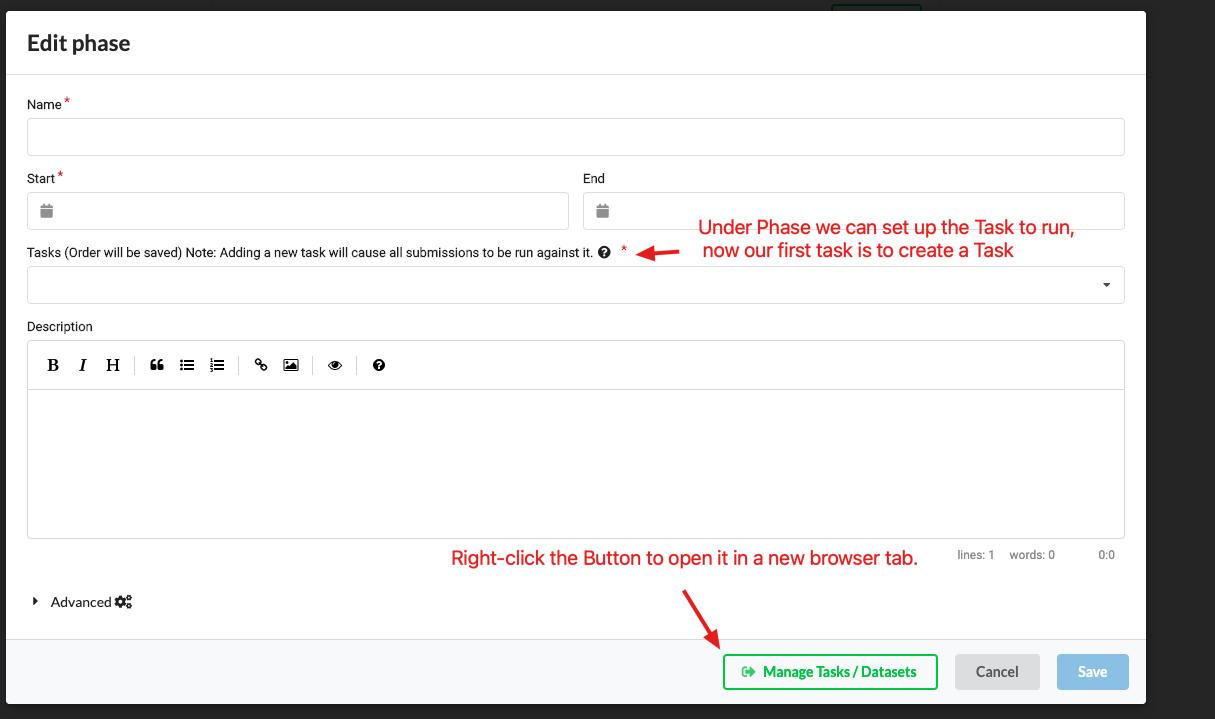 Edit phase
Name *
Start * End
Under Phase we can set up the Task to run,
now our first task is to create a Task
Tasks (Order will be saved) Note: Adding a new task will cause all submissions to be run against it. *
Description
B I H
Right-click the Button to open it in a new browser tab.
lines: 1 words: 0 0:0
Advanced
Manage Tasks / Datasets Cancel Save